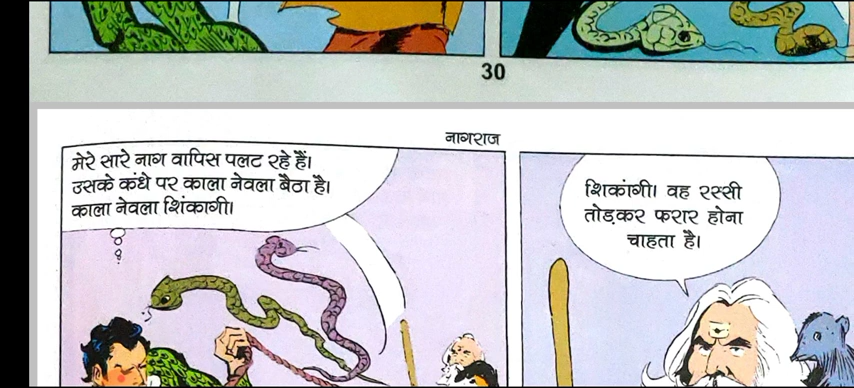 30
नागराज
मेरे सारे नाग वापिस पलट रहे हैं।
उसके कंधे पर काला नेवला बैठा है।
काला नेवला शिंकागी।
शिकांगी। वह रस्सी
तोड़कर फरार होना
चाहता है।